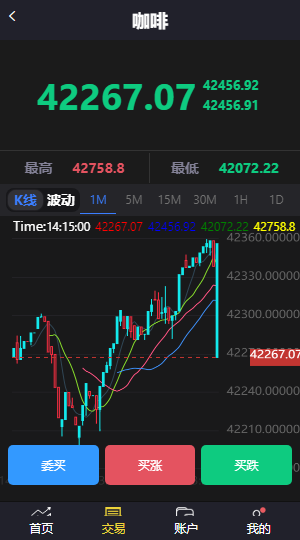 咖啡
42267.07
42456.92
42456.91
最高 42758.8 最低 42072.22
K线 波动 1M 5M 15M 30M 1H 1D
Time:14:15:00 42267.07 42456.92 42072.22 42758.8
42360.00000
42330.00000
42300.00000
42267.07
42240.00000
42210.00000
委买 买涨 买跌
首页 交易 账户 我的